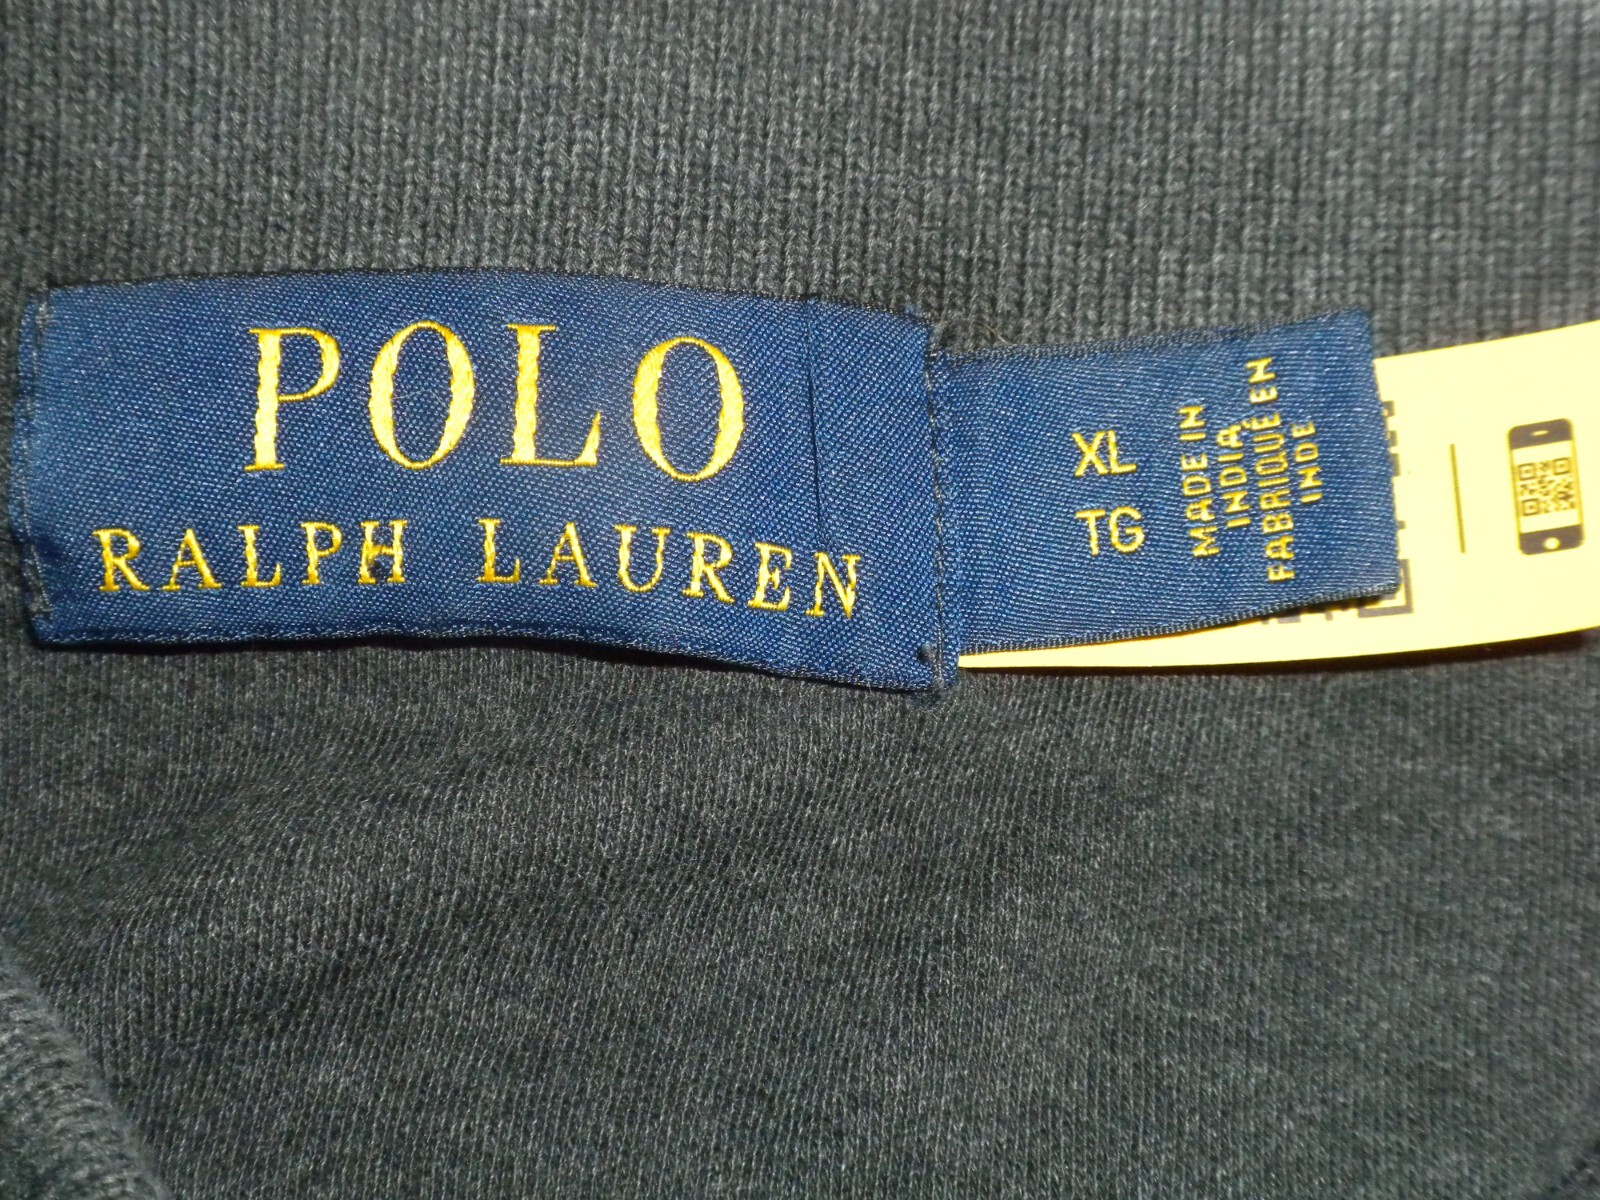 POLO
RALPH LAUREN
XL
TG
MADE IN
INDIA
FABRIQUÉ EN
INDE